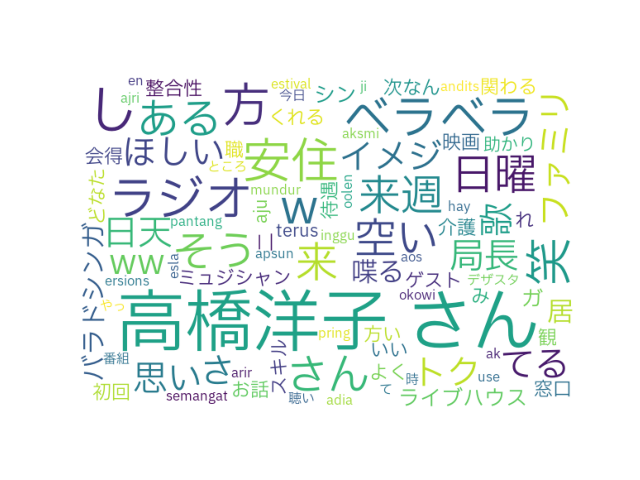 en 整合性 estival 今日 シン ji 次なん andits 関わる
ajri し ある 方 くれる ベラベラ
会得 ほしい 職 安住 aksmi イメジ 映画 助かり ファミリ
どなた ところ mundur 待遇 oolen 日曜
pantang ラジオ w 来週 hay 歌 れ
バラドシンガ 日天 そう aju terus 空い 介護
ww ニ apsun 来 inggu 喋る aos 局長 笑
esla ミュジシャン ゲスト デザスタ
ersions okowi み ガ 居
やっ 高橋洋子 さん
番組 思いさ pring 方い 観
スキル さん いい ak てる
初回 arir お話 よく トク use 窓口
semangat 聴い adia て 時 ライブハウス